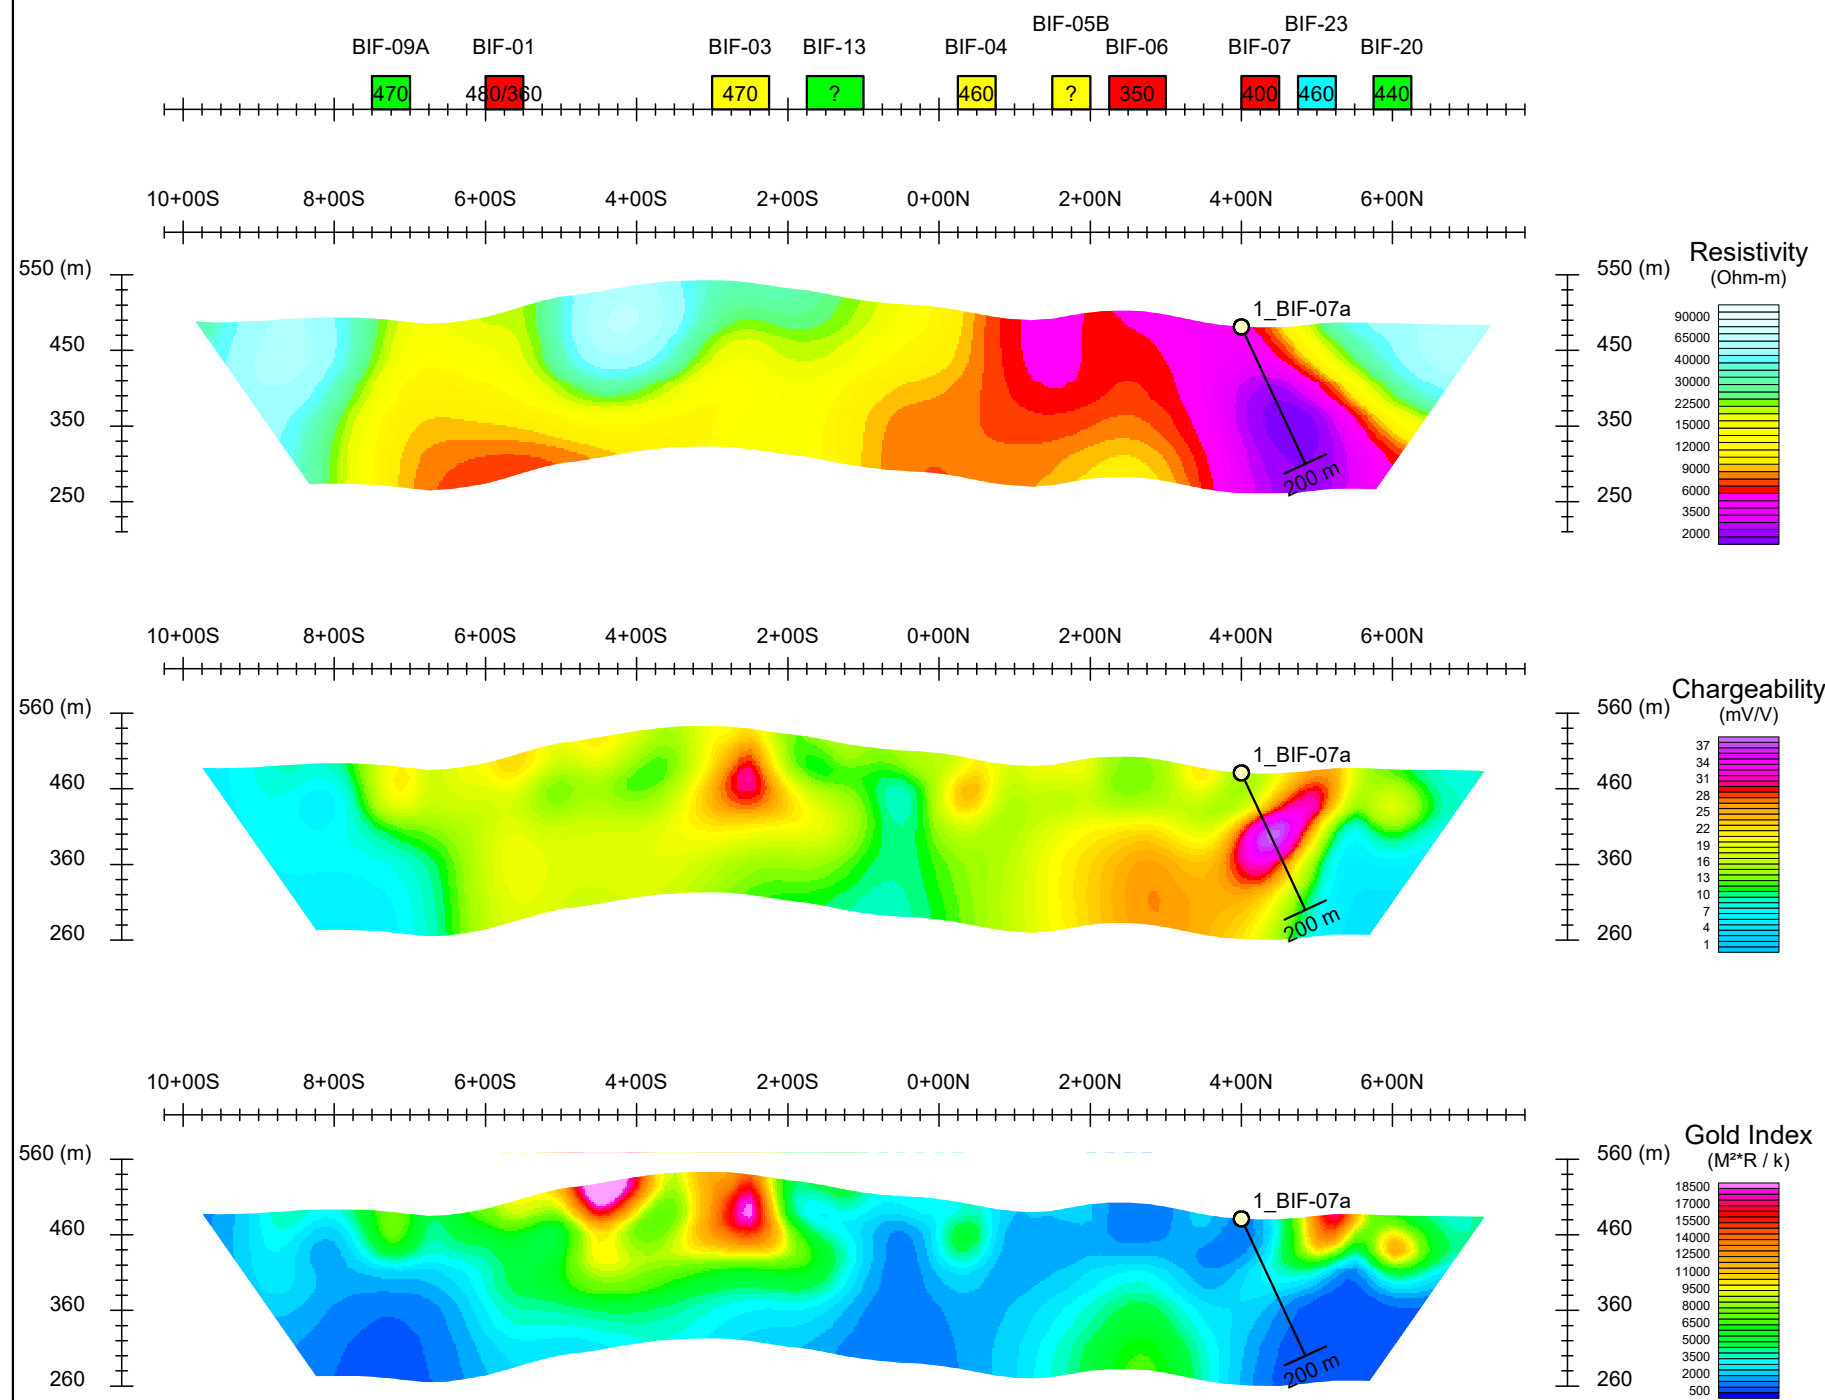 BIF-05B BIF-23
BIF-09A BIF-01 BIF-03 BIF-13 BIF-04 BIF-06 BIF-07 BIF-20
470 480/360 470 ? 460 ? 350 400 460 440
10+00S 8+00S 6+00S 4+00S 2+00S 0+00N 2+00N 4+00N 6+00N
Resistivity
(Ohm-m)
550 (m) 550 (m)
450 450
350 350
250 250
1_BIF-07a
200 m
90000
65000
40000
30000
22500
15000
12000
9000
6000
3500
2000
10+00S 8+00S 6+00S 4+00S 2+00S 0+00N 2+00N 4+00N 6+00N
Chargeability
(mV/V)
560 (m) 560 (m)
460 460
360 360
260 260
1_BIF-07a
200 m
37
34
31
28
25
22
19
16
13
10
7
4
1
10+00S 8+00S 6+00S 4+00S 2+00S 0+00N 2+00N 4+00N 6+00N
Gold Index
(M²*R / k)
560 (m) 560 (m)
460 460
360 360
260 260
1_BIF-07a
200 m
18500
17000
15500
14000
12500
11000
9500
8000
6500
5000
3500
2000
500